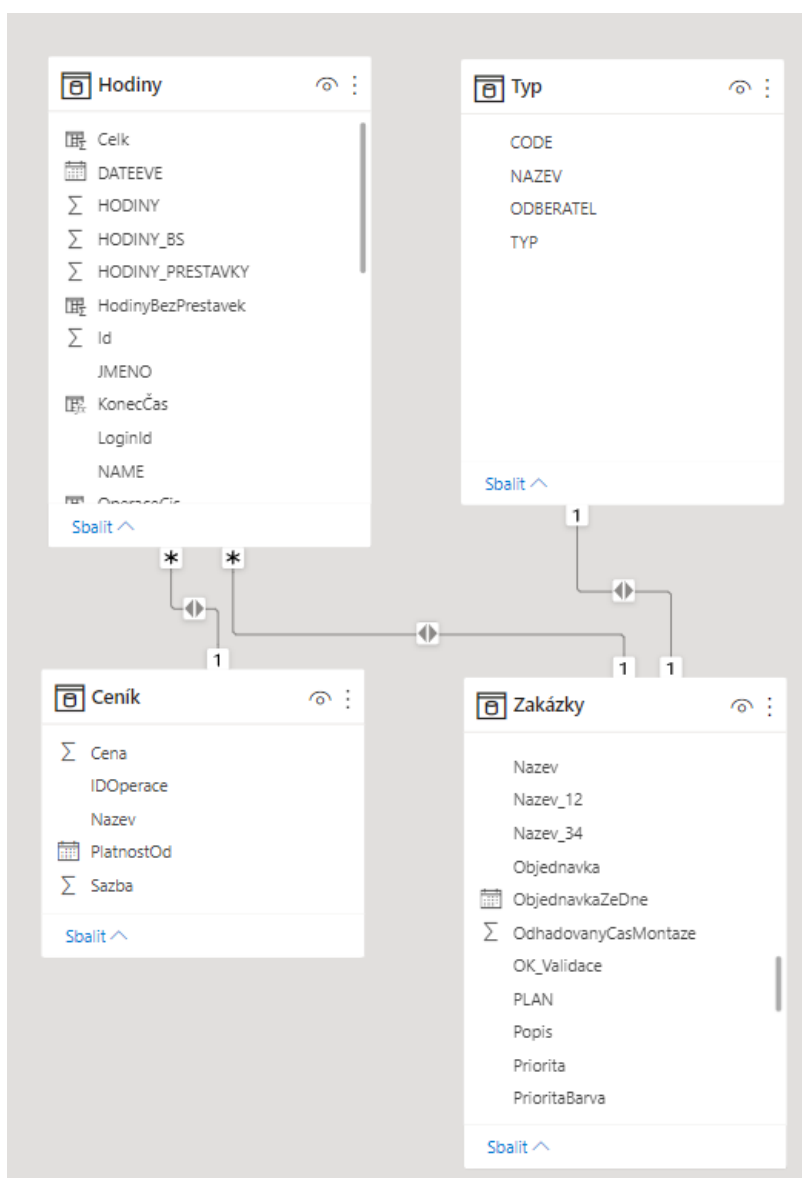 Hodiny
Celk
DATEEVE
HODINY
HODINY_BS
HODINY_PRESTAVKY
HodinyBezPrestavek
Id
JMENO
KonecČas
LoginId
NAME
OperaceCis
Sbalit
Typ
CODE
NAZEV
ODBERATEL
TYP
Sbalit
* * 1
1 1 1
Ceník
Cena
IDOperace
Nazev
PlatnostOd
Sazba
Sbalit
Zakázky
Nazev
Nazev_12
Nazev_34
Objednavka
ObjednavkaZeDne
OdhadovanyCasMontaze
OK_Validace
PLAN
Popis
Priorita
PrioritaBarva
Sbalit